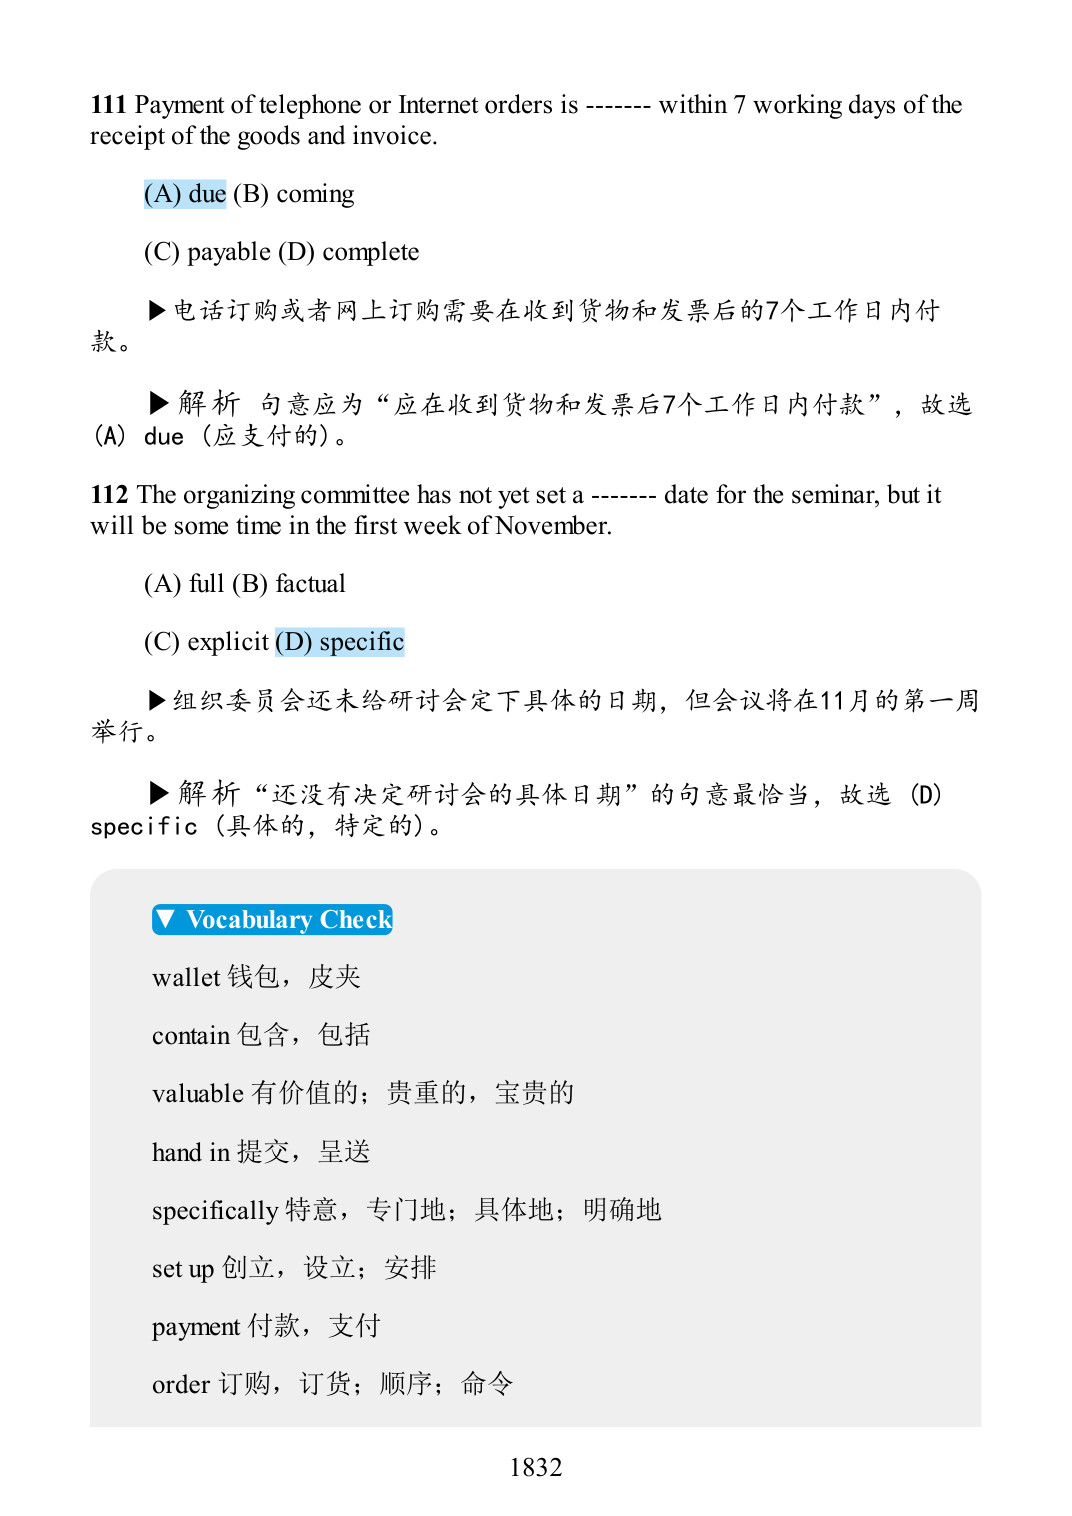 111 Payment of telephone or Internet orders is ------- within 7 working days of the
receipt of the goods and invoice.
(A) due (B) coming
(C) payable (D) complete
▶电话订购或者网上订购需要在收到货物和发票后的7个工作日内付
款。
▶解析 句意应为“应在收到货物和发票后7个工作日内付款”，故选
(A) due (应支付的)。
112 The organizing committee has not yet set a ------- date for the seminar, but it
will be some time in the first week of November.
(A) full (B) factual
(C) explicit (D) specific
▶组织委员会还未给研讨会定下具体的日期，但会议将在11月的第一周
举行。
▶解析“还没有决定研讨会的具体日期”的句意最恰当，故选 (D)
specific (具体的，特定的)。
▼ Vocabulary Check
wallet 钱包，皮夹
contain 包含，包括
valuable 有价值的；贵重的，宝贵的
hand in 提交，呈送
specifically 特意，专门地；具体地；明确地
set up 创立，设立；安排
payment 付款，支付
order 订购，订货；顺序；命令
1832